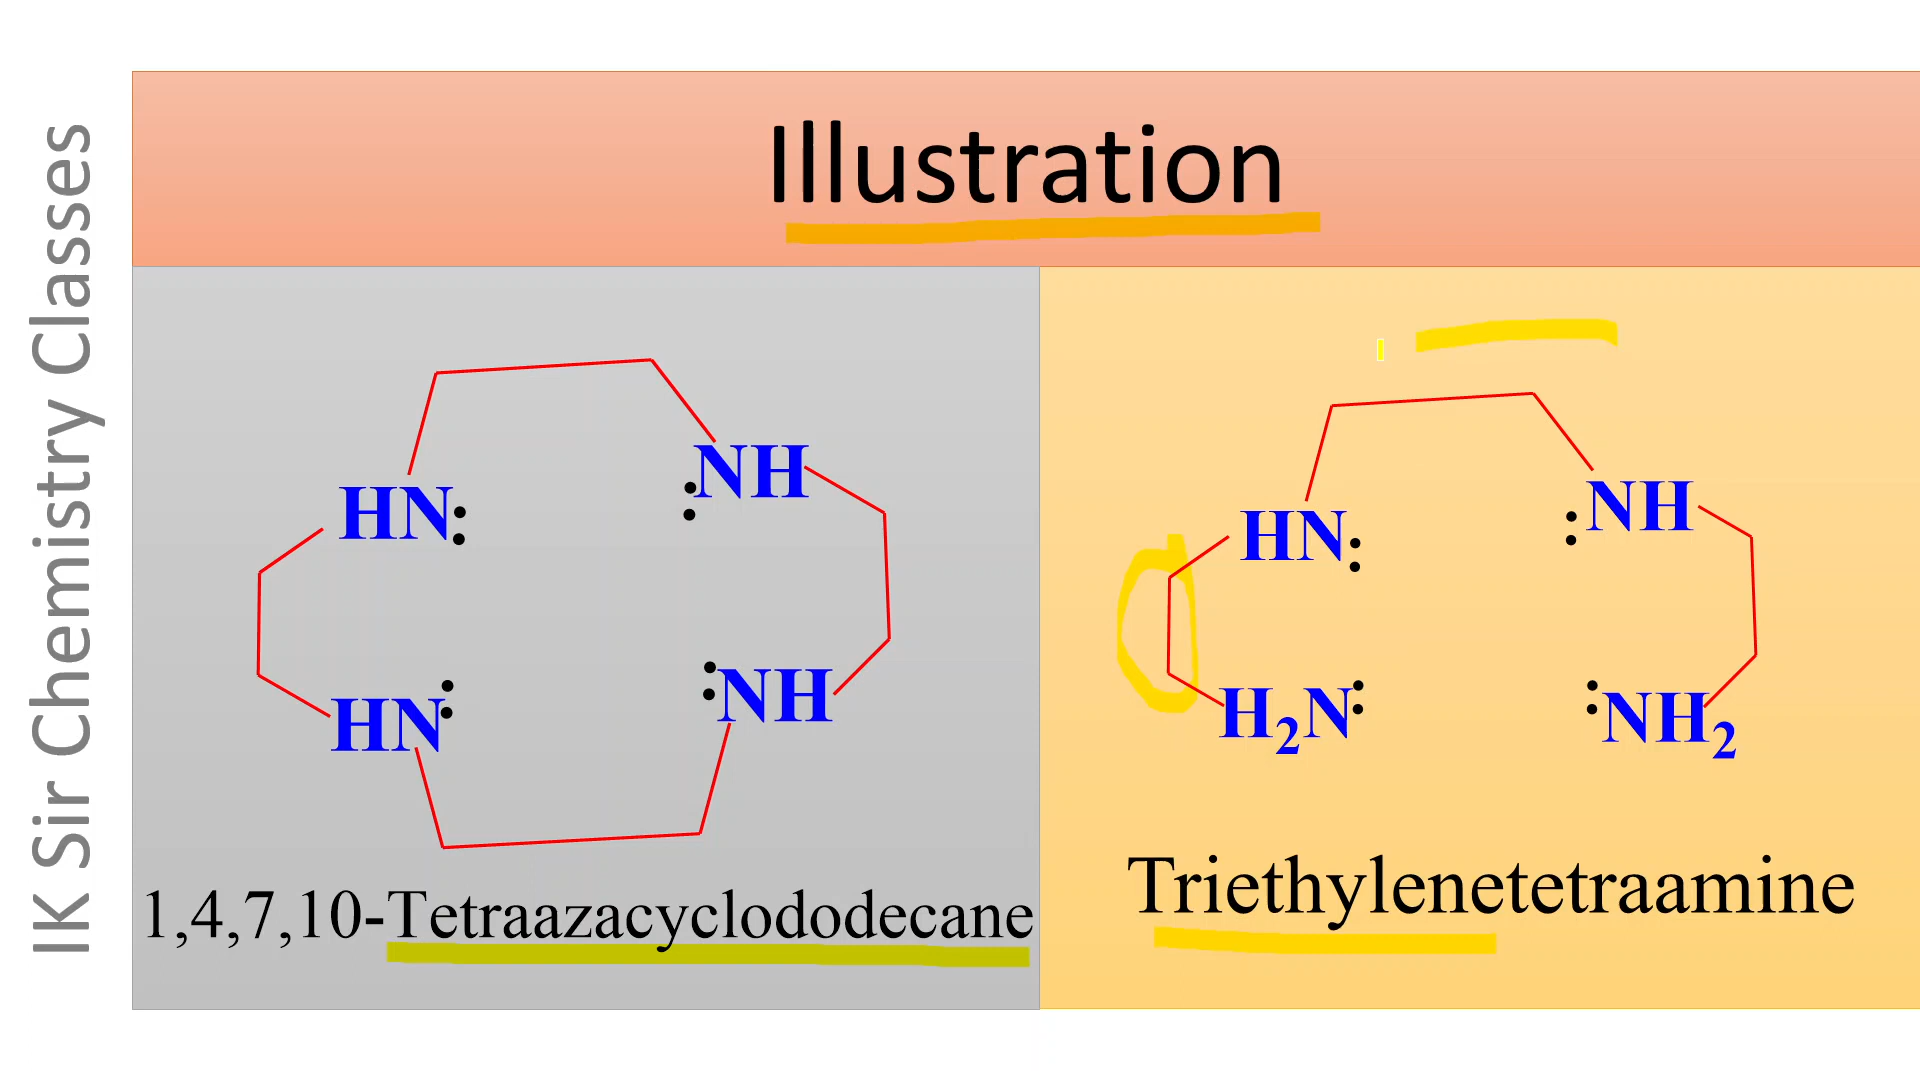 IK Sir Chemistry Classes
Illustration
NH
HN
NH
HN
1,4,7,10-Tetraazacyclododecane
NH
HN
H₂N
NH₂
Triethylenetetraamine